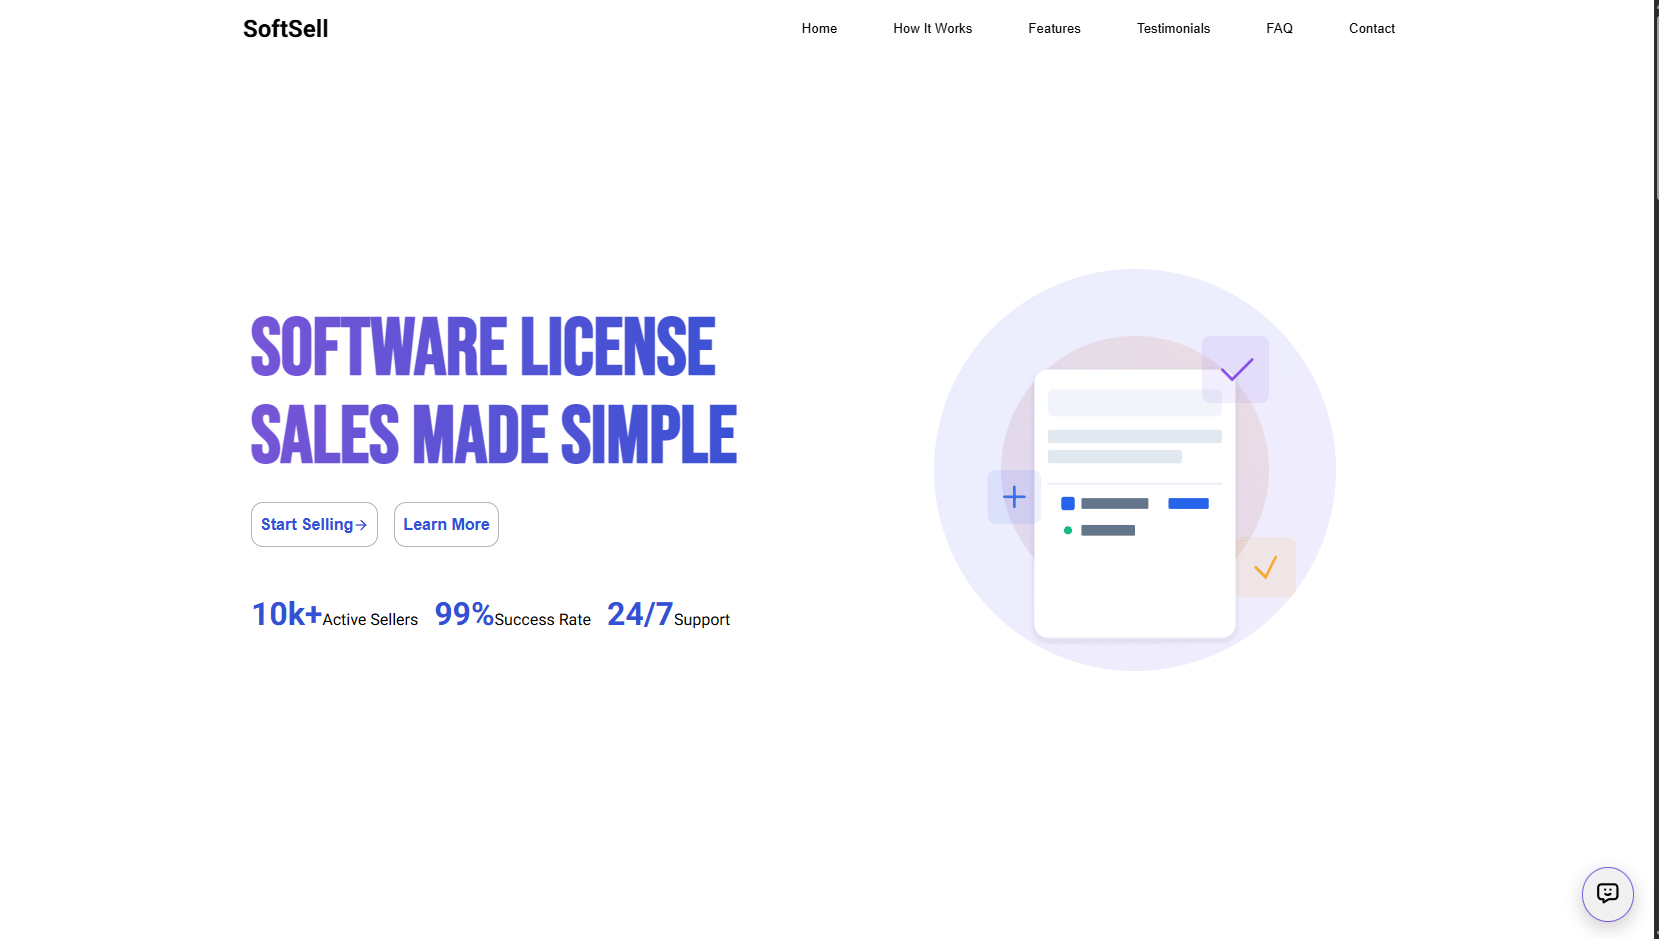 SoftSell
Home How It Works Features Testimonials FAQ Contact
SOFTWARE LICENSE
SALES MADE SIMPLE
Start Selling→ Learn More
10k+Active Sellers 99%Success Rate 24/7Support